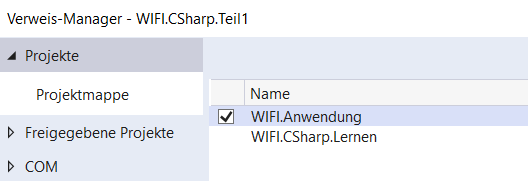 Verweis-Manager - WIFI.CSharp.Teil1
Projekte
Projektmappe
Freigegebene Projekte
COM
Name
WIFI.Anwendung
WIFI.CSharp.Lernen